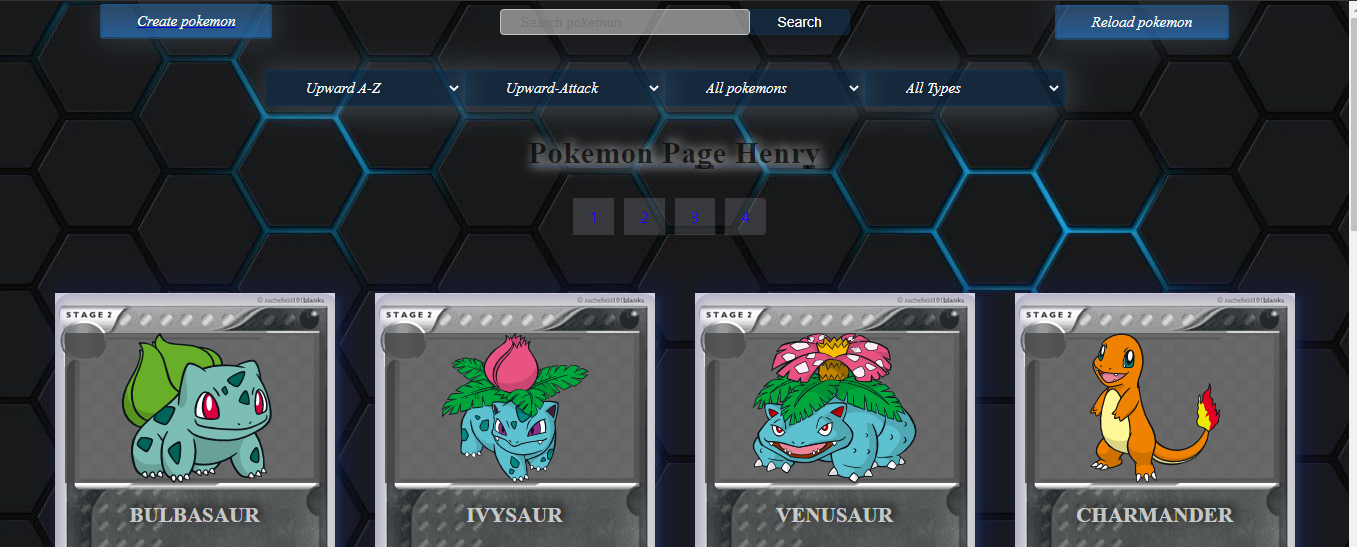 Create pokemon
Search pokemon...
Search
Reload pokemon
Upward A-Z
Upward-Attack
All pokemons
All Types
Pokemon Page Henry
1 2 3 4
STAGE 2
STAGE 2
STAGE 2
STAGE 2
BULBASAUR
IVYSAUR
VENUSAUR
CHARMANDER